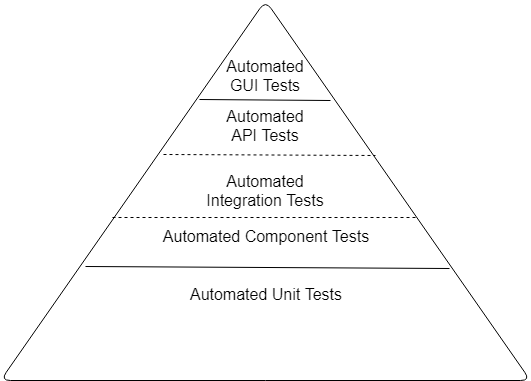 Automated
GUI Tests
Automated
API Tests
Automated
Integration Tests
Automated Component Tests
Automated Unit Tests